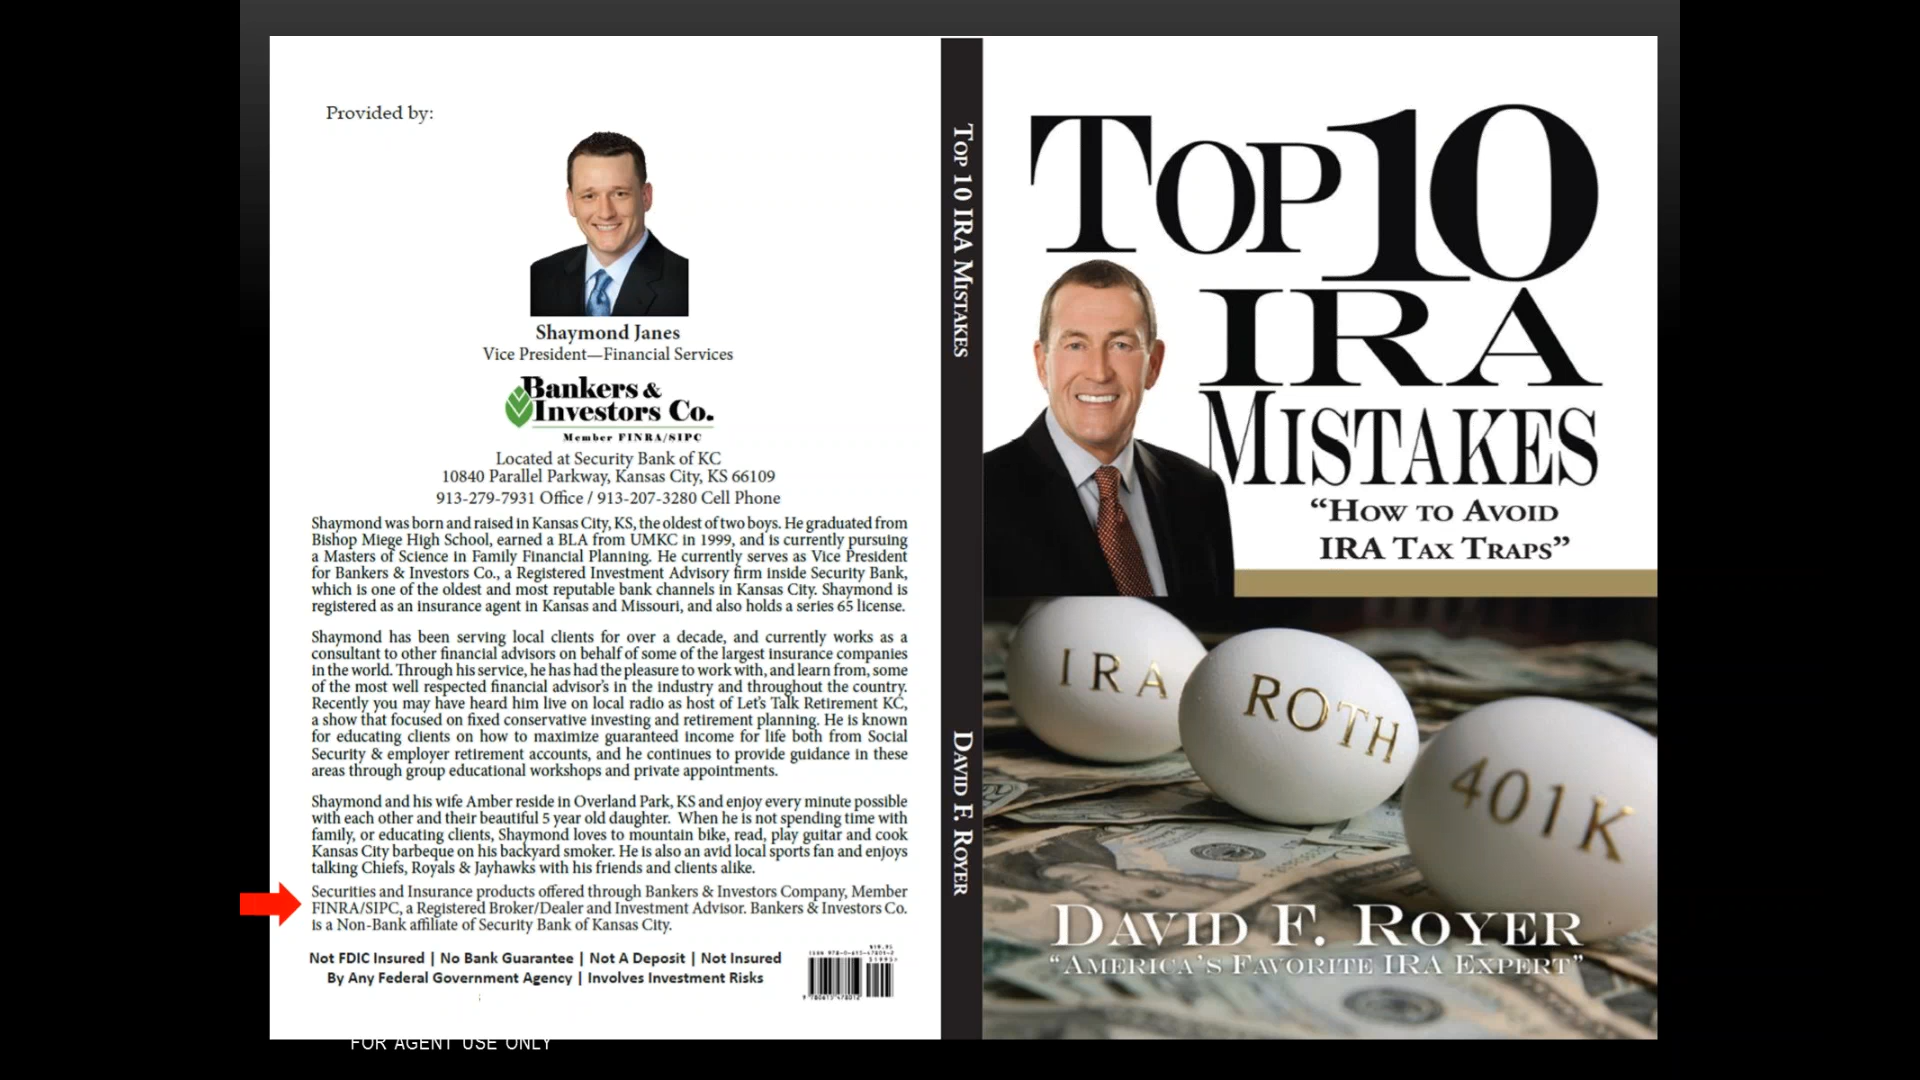 Provided by:
Shaymond Janes
Vice President—Financial Services
Bankers &
Investors Co.
Member FINRA/SIPC
Located at Security Bank of KC
10840 Parallel Parkway, Kansas City, KS 66109
913-279-7931 Office / 913-207-3280 Cell Phone
Shaymond was born and raised in Kansas City, KS, the oldest of two boys. He graduated from
Bishop Miege High School, earned a BLA from UMKC in 1999, and is currently pursuing
a Masters of Science in Family Financial Planning. He currently serves as Vice President
for Bankers & Investors Co., a Registered Investment Advisory firm inside Security Bank,
which is one of the oldest and most reputable bank channels in Kansas City. Shaymond is
registered as an insurance agent in Kansas and Missouri, and also holds a series 65 license.
Shaymond has been serving local clients for over a decade, and currently works as a
consultant to other financial advisors on behalf of some of the largest insurance companies
in the world. Through his service, he has had the pleasure to work with, and learn from, some
of the most well respected financial advisor's in the industry and throughout the country.
Recently you may have heard him live on local radio as host of Let's Talk Retirement KC,
a show that focused on fixed conservative investing and retirement planning. He is known
for educating clients on how to maximize guaranteed income for life both from Social
Security & employer retirement accounts, and he continues to provide guidance in these
areas through group educational workshops and private appointments.
Shaymond and his wife Amber reside in Overland Park, KS and enjoy every minute possible
with each other and their beautiful 5 year old daughter. When he is not spending time with
family, or educating clients, Shaymond loves to mountain bike, read, play guitar and cook
Kansas City barbeque on his backyard smoker. He is also an avid local sports fan and enjoys
talking Chiefs, Royals & Jayhawks with his friends and clients alike.
Securities and Insurance products offered through Bankers & Investors Company, Member
FINRA/SIPC, a Registered Broker/Dealer and Investment Advisor. Bankers & Investors Co.
is a Non-Bank affiliate of Security Bank of Kansas City.
Not FDIC Insured | No Bank Guarantee | Not A Deposit | Not Insured
By Any Federal Government Agency | Involves Investment Risks
$19.95
FOR AGENT USE ONLY
Top 10 IRA Mistakes
David F. Royer
Top 10
IRA
Mistakes
“How to Avoid
IRA Tax Traps”
IRA
ROTH
401K
David F. Royer
“America's Favorite IRA Expert”